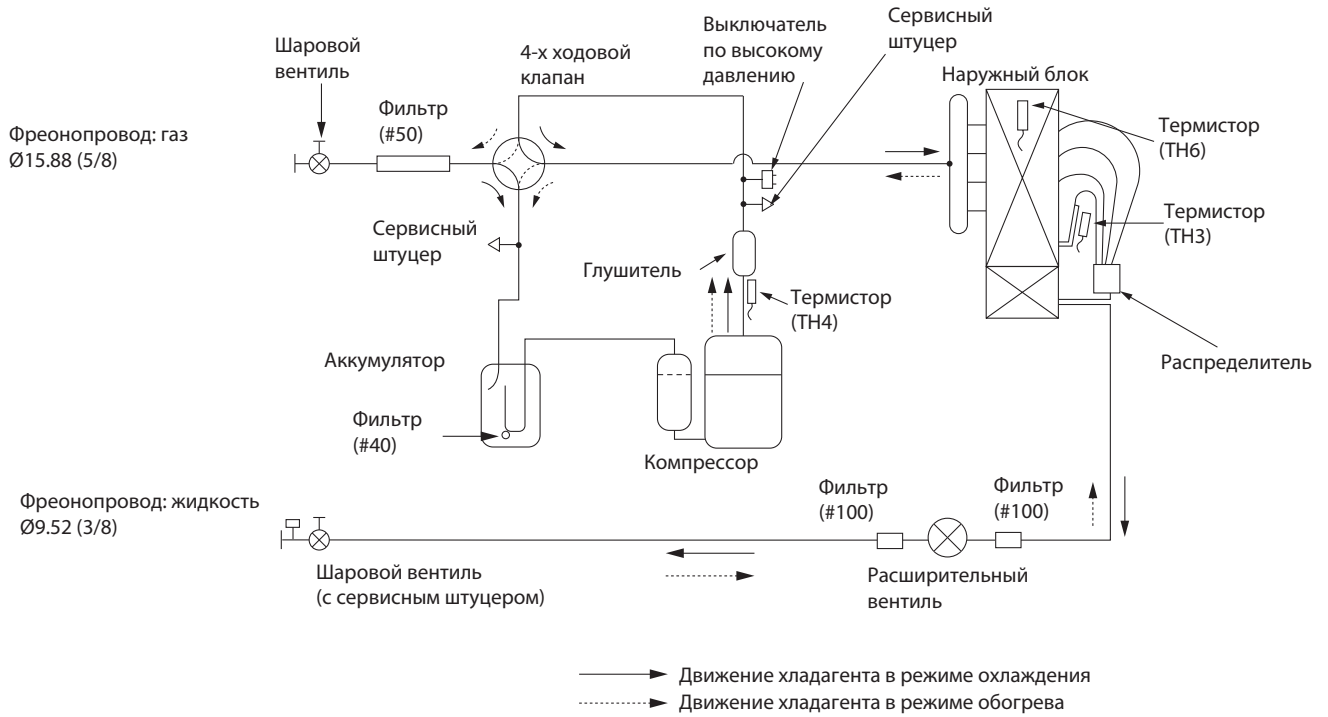 Выключатель
по высокому
давлению
Сервисный
штуцер
Шаровой
вентиль
4-х ходовой
клапан
Наружный блок
Фильтр
(#50)
Фреонопровод: газ
Ø15.88 (5/8)
Термистор
(TH6)
Термистор
(TH3)
Сервисный
штуцер
Глушитель
Термистор
(TH4)
Аккумулятор
Распределитель
Фильтр
(#40)
Компрессор
Фреонопровод: жидкость
Ø9.52 (3/8)
Фильтр
(#100)
Фильтр
(#100)
Шаровой вентиль
(с сервисным штуцером)
Расширительный
вентиль
Движение хладагента в режиме охлаждения
Движение хладагента в режиме обогрева